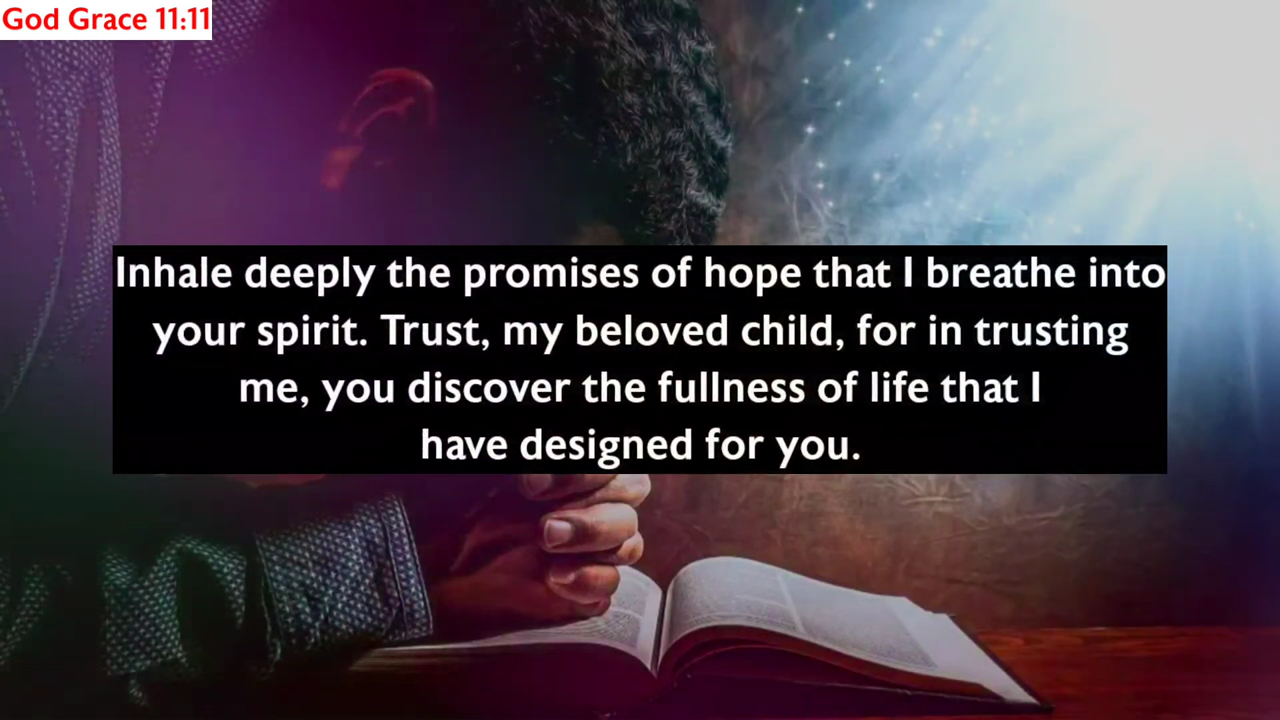 God Grace 11:11
Inhale deeply the promises of hope that I breathe into
your spirit. Trust, my beloved child, for in trusting
me, you discover the fullness of life that I
have designed for you.